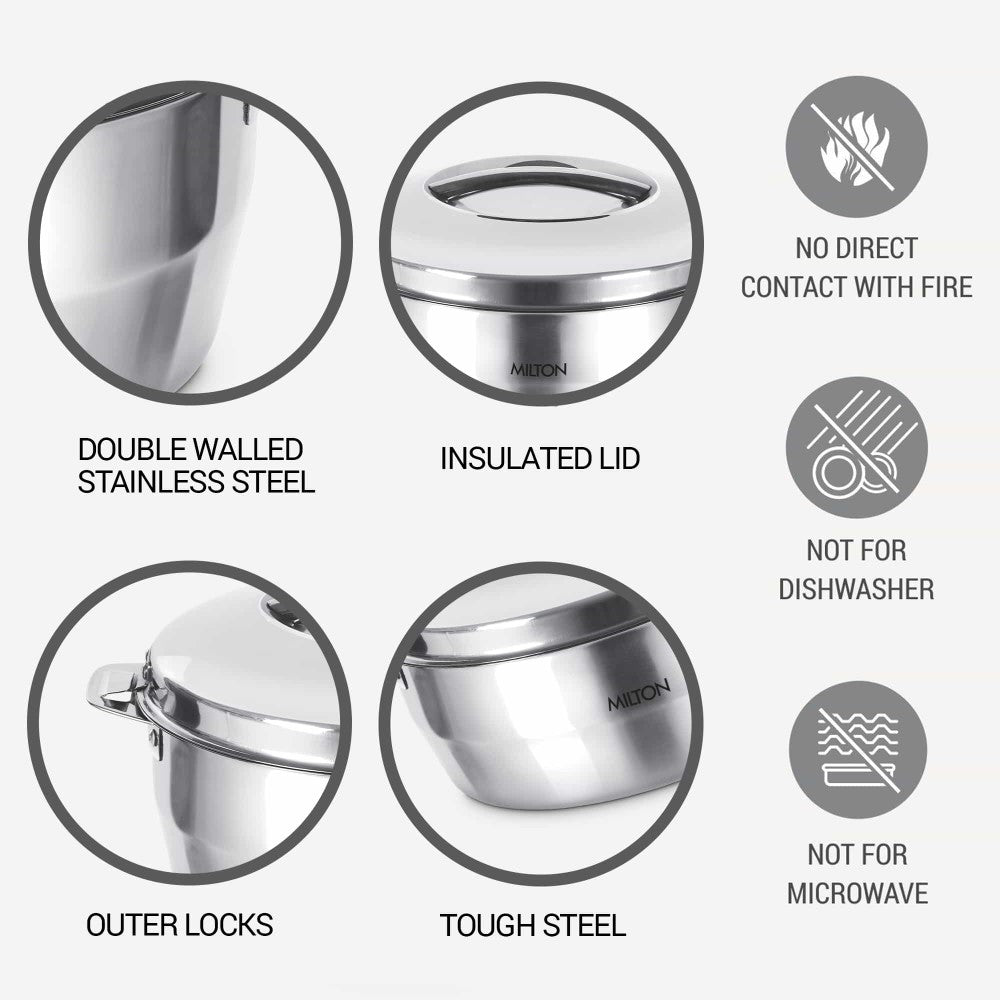 MILTON
DOUBLE WALLED
STAINLESS STEEL
INSULATED LID
MILTON
OUTER LOCKS
TOUGH STEEL
NO DIRECT
CONTACT WITH FIRE
NOT FOR
DISHWASHER
NOT FOR
MICROWAVE